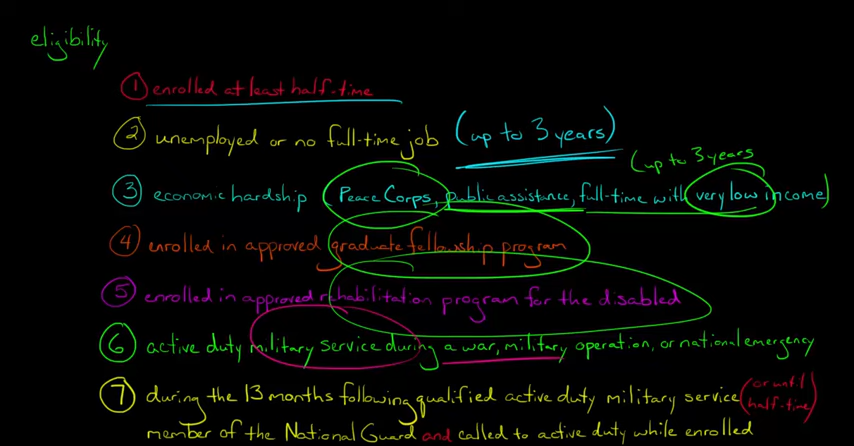 eligibility
① enrolled at least half-time
② unemployed or no full-time job (up to 3 years)
(up to 3 years
③ economic hardship (Peace Corps, public assistance, full-time with very low income)
④ enrolled in approved graduate fellowship program
⑤ enrolled in approved rehabilitation program for the disabled
⑥ active duty military service during a war, military operation, or national emergency
⑦ during the 13 months following qualified active duty military service (or until half-time)
member of the National Guard and called to active duty while enrolled